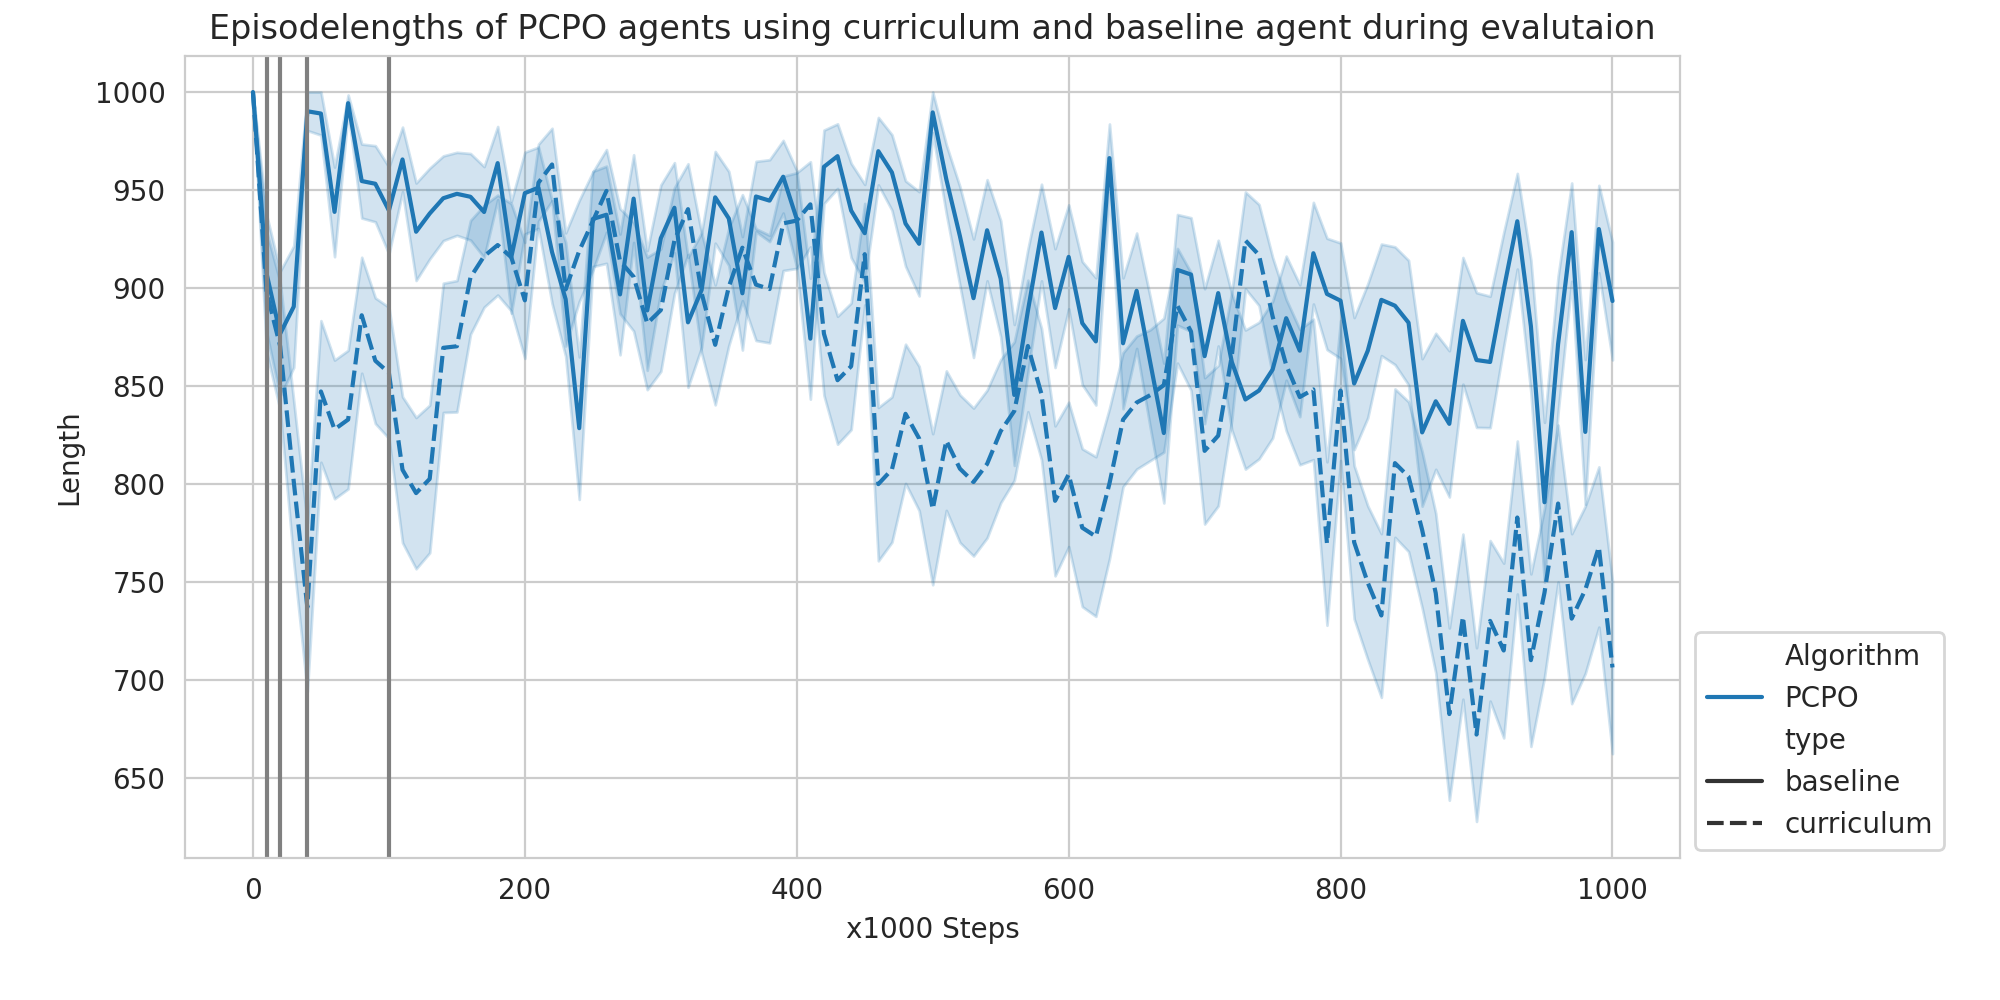 Episodelengths of PCPO agents using curriculum and baseline agent during evalutaion
Length
1000
950
900
850
800
750
700
650
0 200 400 600 800 1000
x1000 Steps
Algorithm
PCPO
type
baseline
curriculum